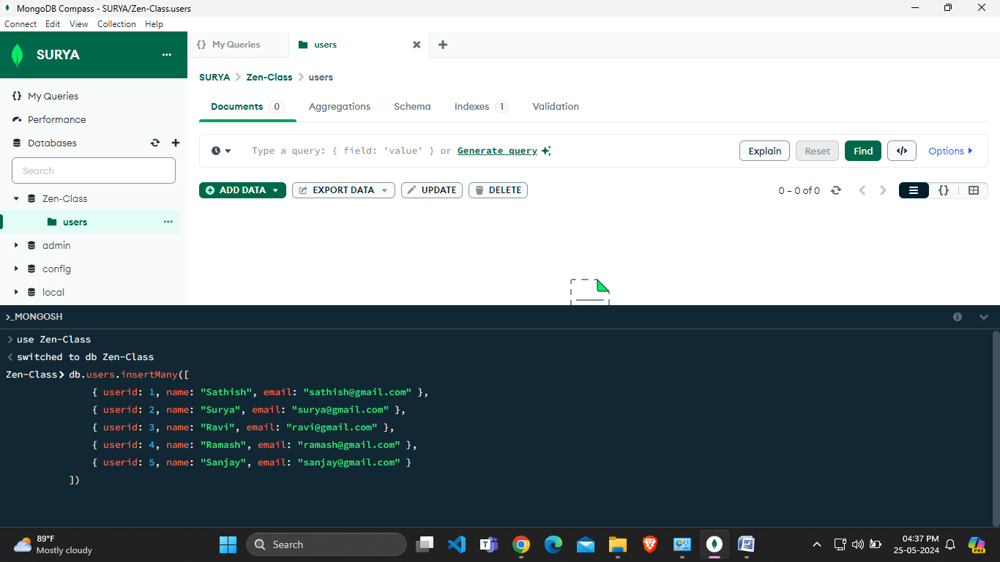 MongoDB Compass - SURYA/Zen-Class.users
Connect Edit View Collection Help
SURYA
{} My Queries
users
SURYA > Zen-Class > users
My Queries
Performance
Databases
Search
Zen-Class
users
admin
config
local
Documents 0 Aggregations Schema Indexes 1 Validation
Type a query: { field: 'value' } or Generate query
Explain Reset Find </> Options
ADD DATA EXPORT DATA UPDATE DELETE
0 – 0 of 0
{}
>_MONGOSH
> use Zen-Class
< switched to db Zen-Class
Zen-Class> db.users.insertMany([
{ userid: 1, name: "Sathish", email: "sathish@gmail.com" },
{ userid: 2, name: "Surya", email: "surya@gmail.com" },
{ userid: 3, name: "Ravi", email: "ravi@gmail.com" },
{ userid: 4, name: "Ramash", email: "ramash@gmail.com" },
{ userid: 5, name: "Sanjay", email: "sanjay@gmail.com" }
])
89°F
Mostly cloudy
Search
04:37 PM
25-05-2024
PRE